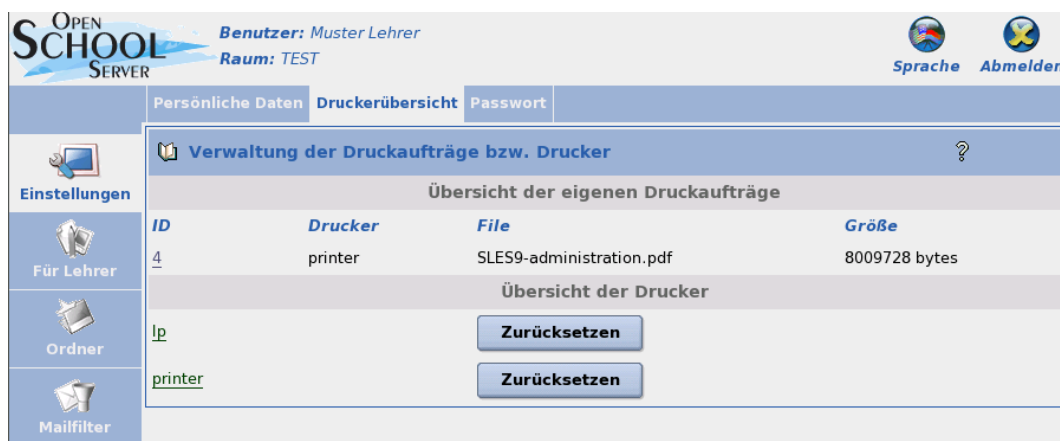 OPEN
SCHOOL
SERVER
Benutzer: Muster Lehrer
Raum: TEST
Sprache Abmelden
Persönliche Daten Druckerübersicht Passwort
Verwaltung der Druckaufträge bzw. Drucker ?
Einstellungen
Übersicht der eigenen Druckaufträge
ID Drucker File Größe
4 printer SLES9-administration.pdf 8009728 bytes
Für Lehrer
Übersicht der Drucker
lp Zurücksetzen
Ordner
printer Zurücksetzen
Mailfilter